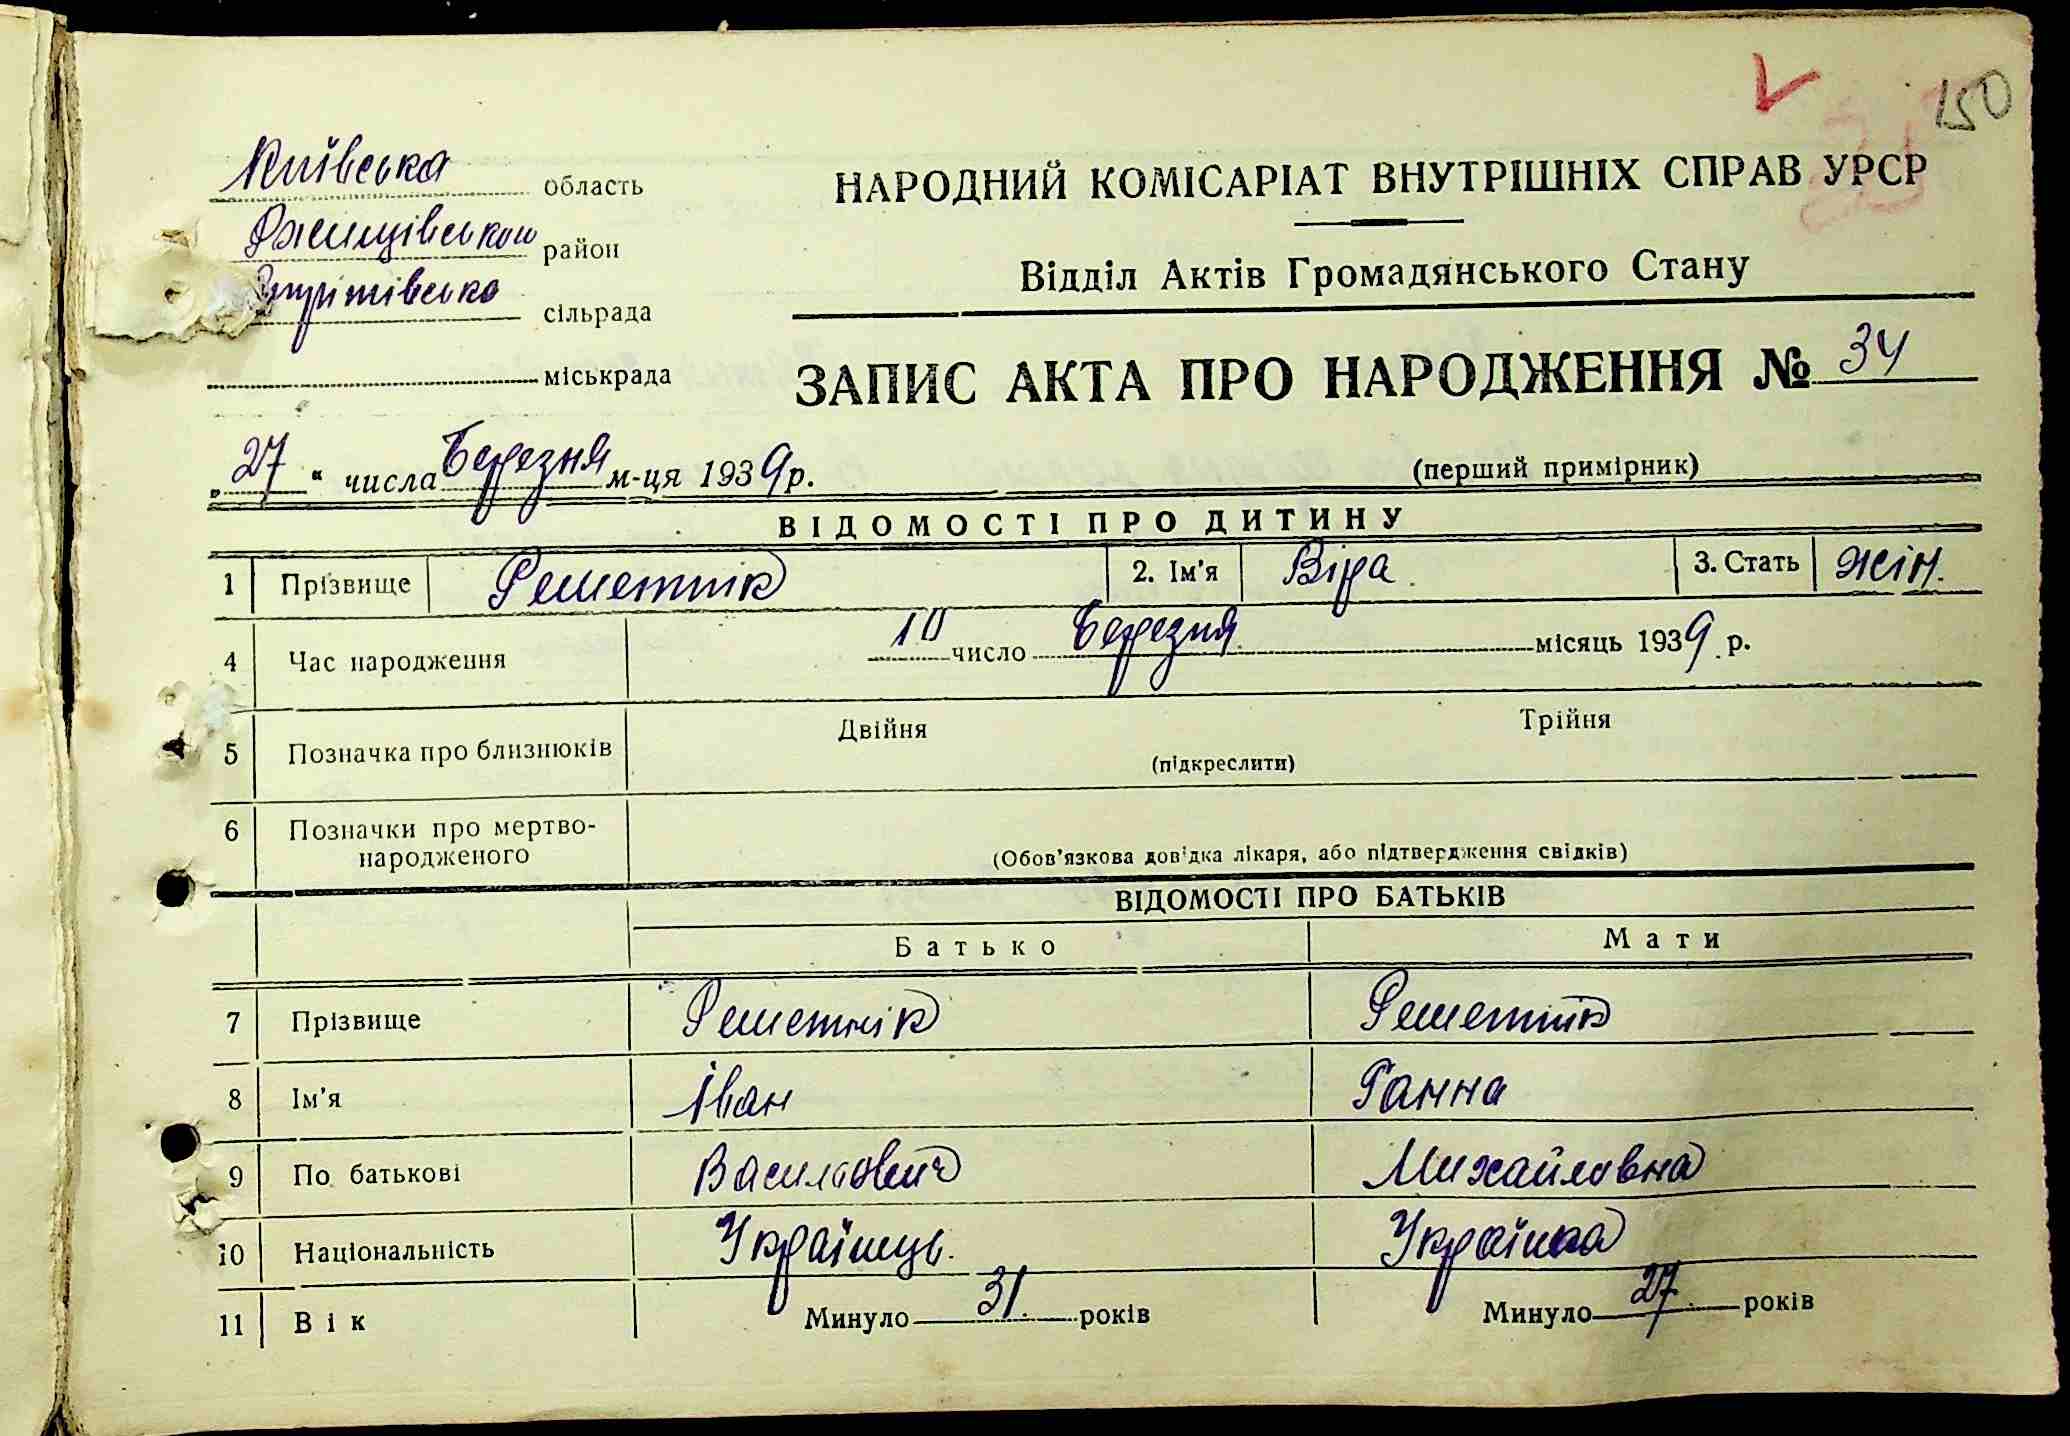 150
Київська область
НАРОДНИЙ КОМІСАРІАТ ВНУТРІШНІХ СПРАВ УРСР
район
Відділ Актів Громадянського Стану
сільрада
міськрада
ЗАПИС АКТА ПРО НАРОДЖЕННЯ № 34
„27“ числа Березня м-ця 1939 р.
(перший примірник)
ВІДОМОСТІ ПРО ДИТИНУ
1 Прізвище Решетнік 2. Ім'я Віра 3. Стать жін.
4 Час народження 10 число Березня місяць 1939 р.
5 Позначка про близнюків Двійня Трійня
(підкреслити)
6 Позначки про мертво-
народженого
(Обов'язкова довідка лікаря, або підтвердження свідків)
ВІДОМОСТІ ПРО БАТЬКІВ
Батько Мати
7 Прізвище Решетнік Решетнік
8 Ім'я Іван Ганна
9 По батькові Васильович Михайловна
10 Національність Українець. Українка
11 Вік Минуло 31. років Минуло 27. років